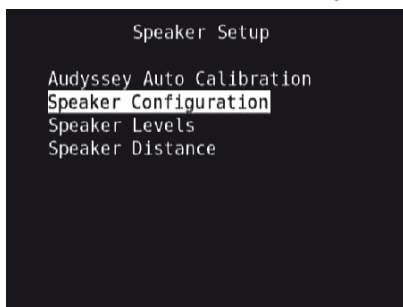 Speaker Setup
Audyssey Auto Calibration
Speaker Configuration
Speaker Levels
Speaker Distance